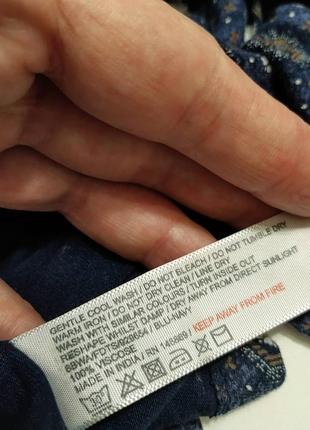 GENTLE COOL WASH / DO NOT BLEACH / DO NOT TUMBLE DRY
WARM IRON / DO NOT DRY CLEAN / LINE DRY
WASH WITH SIMILAR COLOURS / TURN INSIDE OUT
RESHAPE WHILST DAMP / DRY AWAY FROM DIRECT SUNLIGHT
BLU-NAVY
KEEP AWAY FROM FIRE
100% VISCOSE
MADE IN INDIA / RN